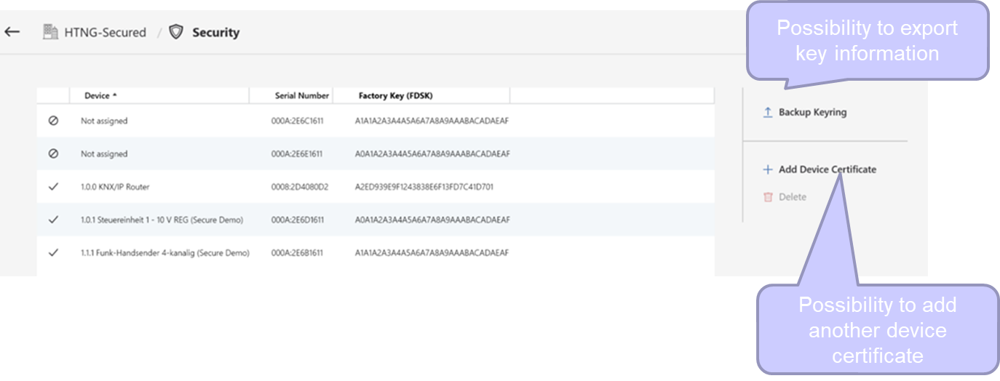 HTNG-Secured / Security
Possibility to export
key information
Device Serial Number Factory Key (FDSK)
Not assigned 000A:2E6C1611 A1A1A2A3A4A5A6A7A8A9AAABACADAEAF
Not assigned 000A:2E6E1611 A0A1A2A3A4A5A6A7A8A9AAABACADAEAF
1.0.0 KNX/IP Router 0008:2D4080D2 A2ED939E9F1243838E6F13FD7C41D701
1.0.1 Steuereinheit 1 - 10 V REG (Secure Demo) 000A:2E6D1611 A0A1A2A3A4A5A6A7A8A9AAABACADAEAF
1.1.1 Funk-Handsender 4-kanalig (Secure Demo) 000A:2E6B1611 A1A1A2A3A4A5A6A7A8A9AAABACADAEAF
Backup Keyring
Add Device Certificate
Delete
Possibility to add
another device
certificate